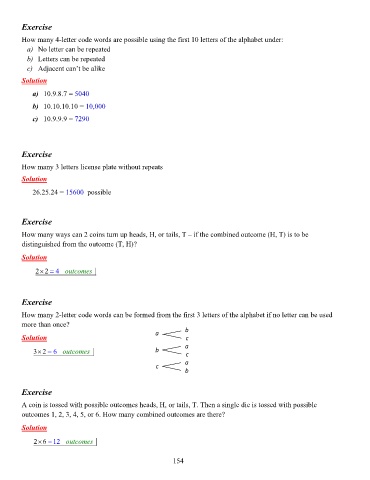 Exercise
How many 4-letter code words are possible using the first 10 letters of the alphabet under:
a) No letter can be repeated
b) Letters can be repeated
c) Adjacent can't be alike
Solution
a) 10.9.8.7 = 5040
b) 10.10.10.10 = 10,000
c) 10.9.9.9 = 7290
Exercise
How many 3 letters license plate without repeats
Solution
26.25.24 = 15600 possible
Exercise
How many ways can 2 coins turn up heads, H, or tails, T – if the combined outcome (H, T) is to be
distinguished from the outcome (T, H)?
Solution
2×2 = 4 outcomes
Exercise
How many 2-letter code words can be formed from the first 3 letters of the alphabet if no letter can be used
more than once?
Solution
3×2 = 6 outcomes
a
b
c
b
a
c
c
a
b
Exercise
A coin is tossed with possible outcomes heads, H, or tails, T. Then a single die is tossed with possible
outcomes 1, 2, 3, 4, 5, or 6. How many combined outcomes are there?
Solution
2×6 = 12 outcomes
154